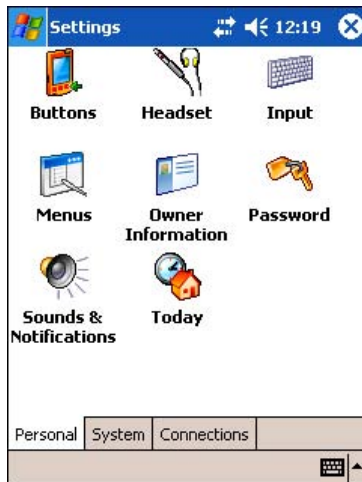 Settings 12:19
Buttons Headset Input
Menus Owner Information Password
Sounds & Notifications Today
Personal System Connections